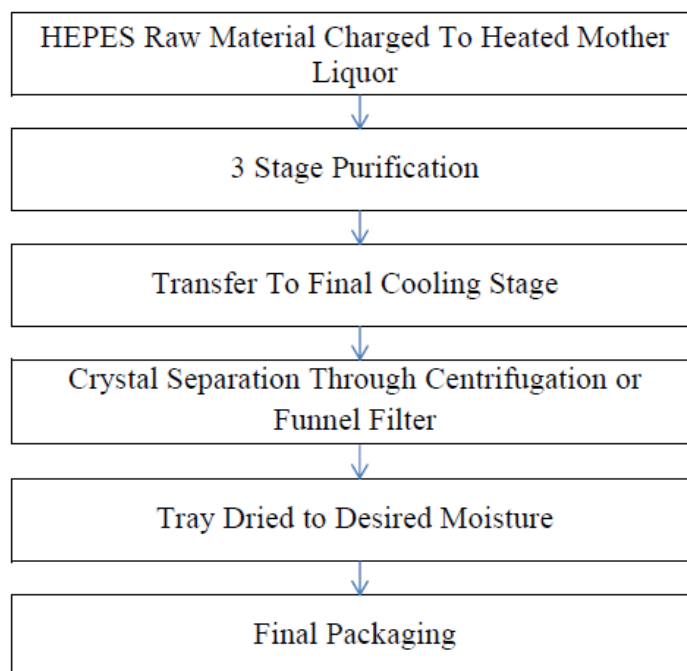 HEPES Raw Material Charged To Heated Mother
Liquor
3 Stage Purification
Transfer To Final Cooling Stage
Crystal Separation Through Centrifugation or
Funnel Filter
Tray Dried to Desired Moisture
Final Packaging